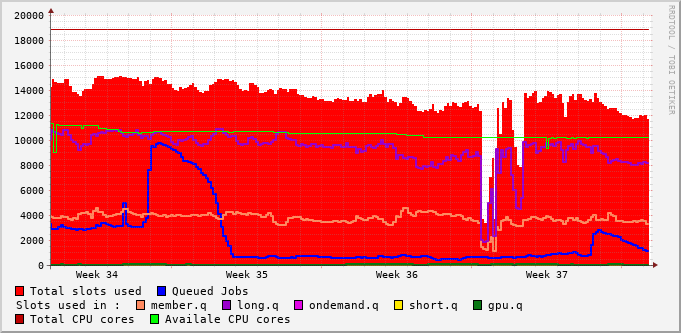 20000
18000
16000
14000
12000
10000
8000
6000
4000
2000
0
Week 34 Week 35 Week 36 Week 37
RRDTOOL / TOBI OETIKER
Total slots used Queued Jobs
Slots used in : member.q long.q ondemand.q short.q gpu.q
Total CPU cores Availale CPU cores